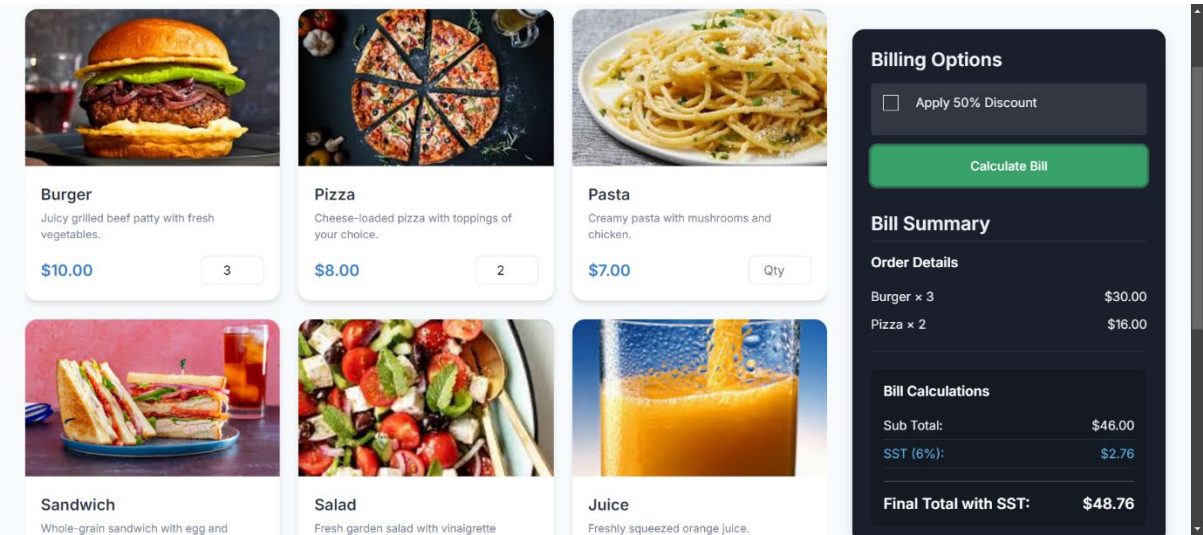 Burger
Juicy grilled beef patty with fresh
vegetables.
$10.00
3
Pizza
Cheese-loaded pizza with toppings of
your choice.
$8.00
2
Pasta
Creamy pasta with mushrooms and
chicken.
$7.00
Qty
Sandwich
Whole-grain sandwich with egg and
Salad
Fresh garden salad with vinaigrette
Juice
Freshly squeezed orange juice.
Billing Options
Apply 50% Discount
Calculate Bill
Bill Summary
Order Details
Burger × 3 $30.00
Pizza × 2 $16.00
Bill Calculations
Sub Total: $46.00
SST (6%): $2.76
Final Total with SST: $48.76